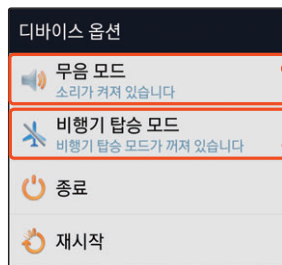 디바이스 옵션
무음 모드
소리가 켜져 있습니다
비행기 탑승 모드
비행기 탑승 모드가 꺼져 있습니다
종료
재시작